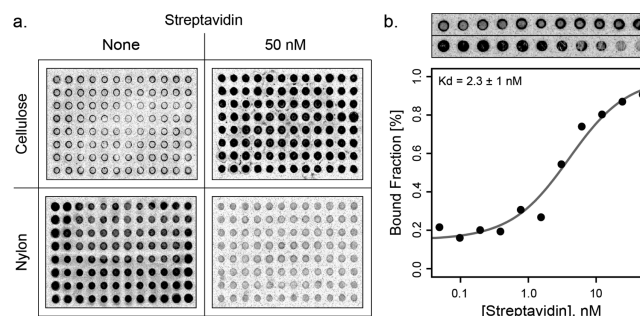 a.
Streptavidin
None
50 nM
Cellulose
Nylon
b.
Kd = 2.3 ± 1 nM
Bound Fraction [%]
1.0
0.8
0.6
0.4
0.2
0.0
0.1
1.0
10
[Streptavidin], nM